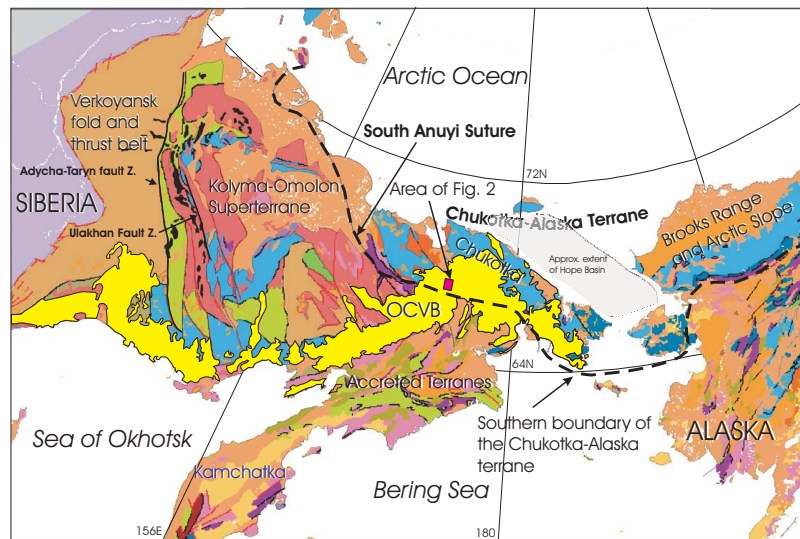 Arctic Ocean
Verkoyansk
fold and
thrust belt
South Anuyi Suture
Adycha-Taryn fault Z.
72N
SIBERIA
Kolyma-Omolon
Superterrane
Area of Fig. 2
Chukotka-Alaska Terrane
Brooks Range
and Arctic Slope
Ulakhan Fault Z.
Chukotka
Approx. extent
of Hope Basin
OCVB
64N
Accreted Terranes
Southern boundary of
the Chukotka-Alaska
terrane
ALASKA
Sea of Okhotsk
Kamchatka
Bering Sea
156E
180